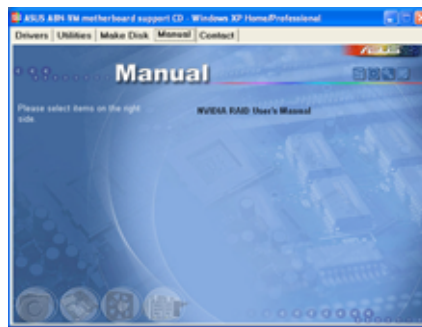 ASUS A8N-VM motherboard support CD - Windows XP Home/Professional
Drivers Utilities Make Disk Manual Contact
ASUS
Manual
Please select items on the right side.
NVIDIA RAID User's Manual